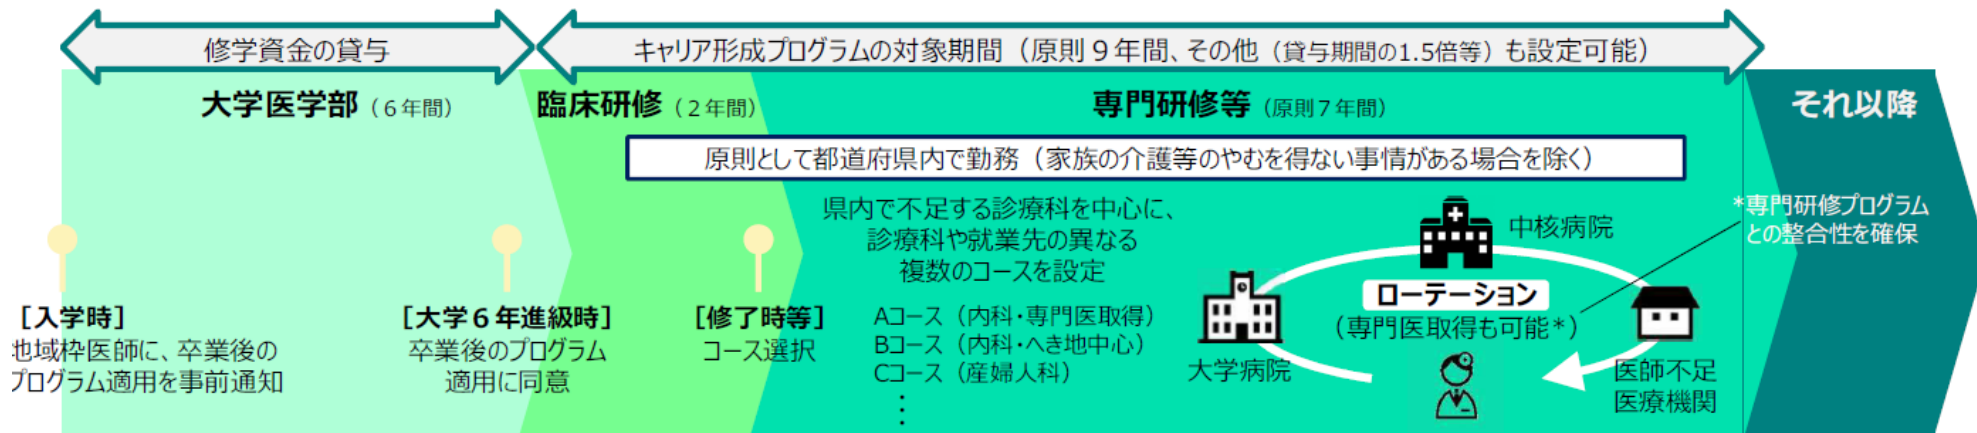 修学資金の貸与
キャリア形成プログラムの対象期間（原則９年間、その他（貸与期間の1.5倍等）も設定可能）
大学医学部（６年間）
臨床研修（２年間）
専門研修等（原則７年間）
それ以降
原則として都道府県内で勤務（家族の介護等のやむを得ない事情がある場合を除く）
［入学時］
地域枠医師に、卒業後の
プログラム適用を事前通知
［大学６年進級時］
卒業後のプログラム
適用に同意
［修了時等］
コース選択
県内で不足する診療科を中心に、
診療科や就業先の異なる
複数のコースを設定
Aコース（内科・専門医取得）
Bコース（内科・へき地中心）
Cコース（産婦人科）
⋮
中核病院
ローテーション
（専門医取得も可能*）
大学病院
医師不足
医療機関
*専門研修プログラム
との整合性を確保